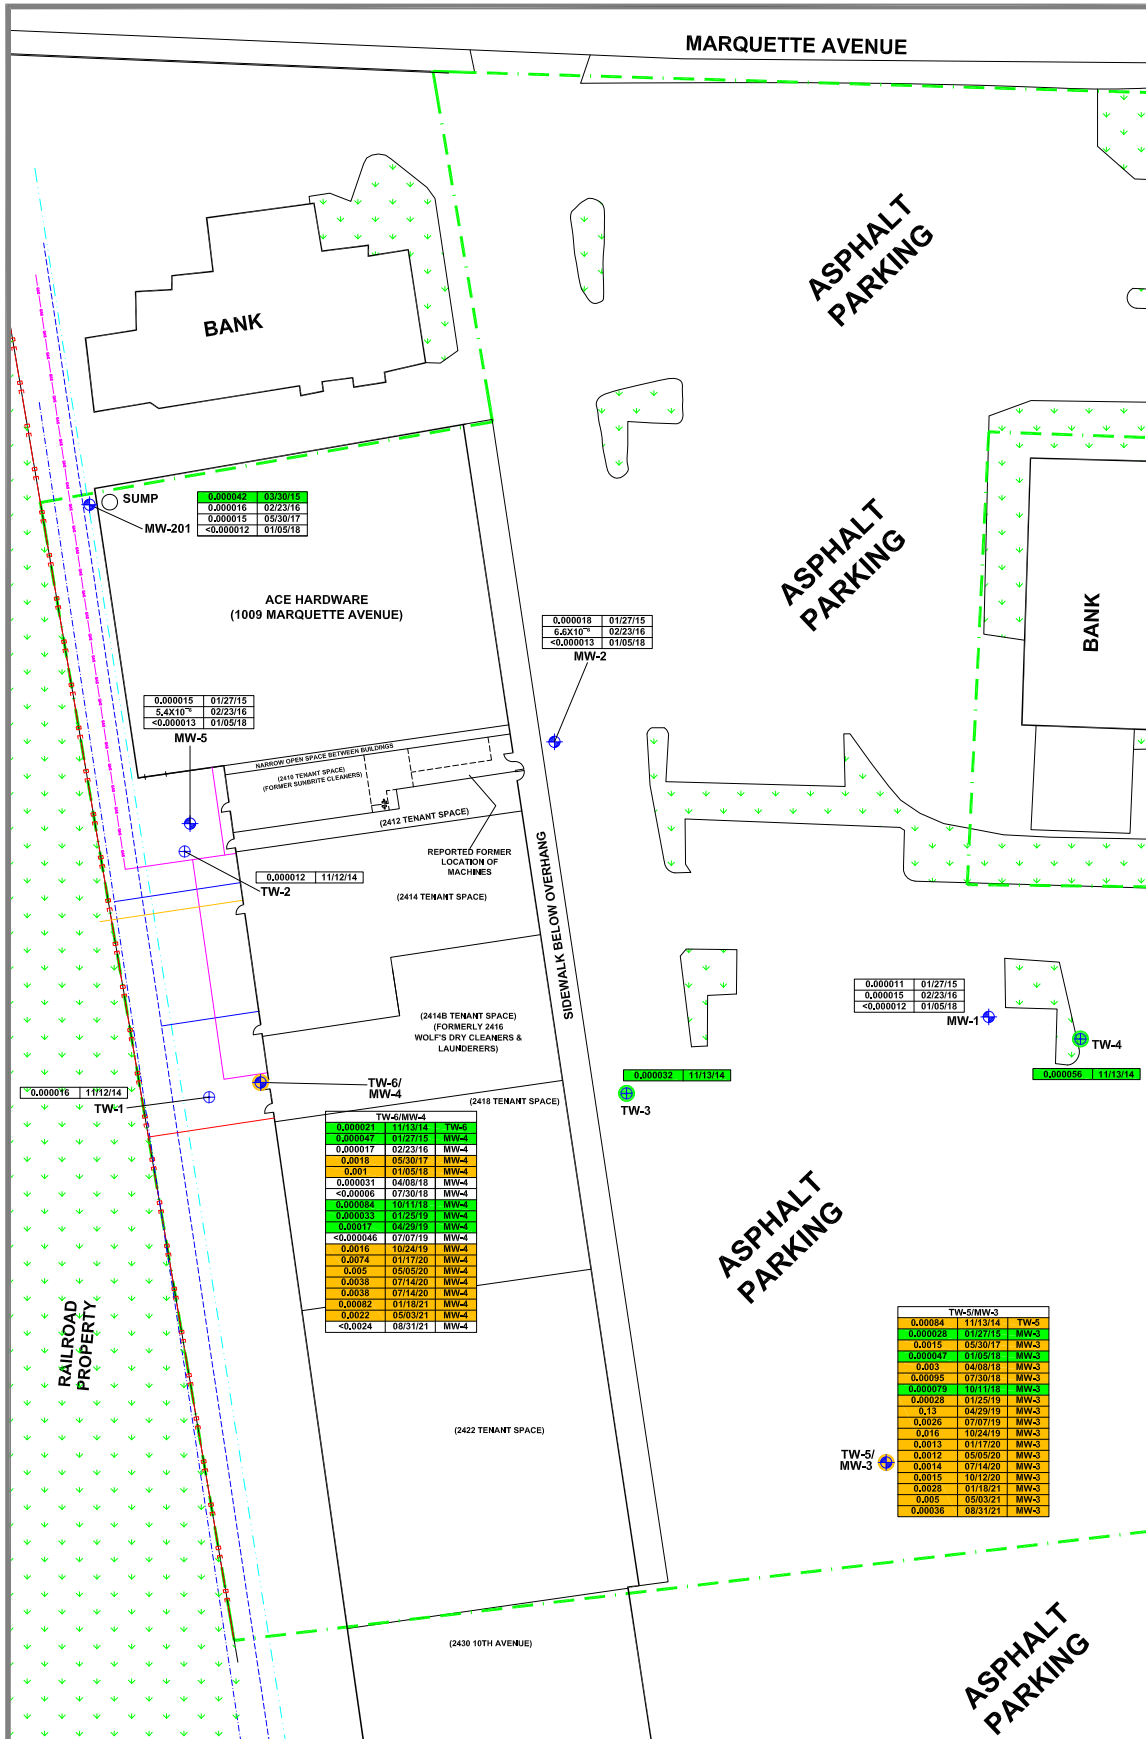 MARQUETTE AVENUE
ASPHALT
PARKING
BANK
SUMP
MW-201
0.000042 03/30/15
0.000016 02/23/16
0.000015 05/30/17
<0.000012 01/05/18
ASPHALT
PARKING
ACE HARDWARE
(1009 MARQUETTE AVENUE)
BANK
0.000018 01/27/15
6.6X10⁻⁶ 02/23/16
<0.000013 01/05/18
MW-2
0.000015 01/27/15
5.4X10⁻⁶ 02/23/16
<0.000013 01/05/18
MW-5
NARROW OPEN SPACE BETWEEN BUILDINGS
(2410 TENANT SPACE)
(FORMER SUNBRITE CLEANERS)
(2412 TENANT SPACE)
REPORTED FORMER
LOCATION OF
MACHINES
0.000012 11/12/14
TW-2
(2414 TENANT SPACE)
SIDEWALK BELOW OVERHANG
0.000011 01/27/15
0.000015 02/23/16
<0.000012 01/05/18
MW-1
(2414B TENANT SPACE)
(FORMERLY 2416
WOLF'S DRY CLEANERS &
LAUNDERERS)
TW-4
0.000056 11/13/14
0.000032 11/13/14
TW-3
TW-6/
MW-4
0.000016 11/12/14
TW-1
(2418 TENANT SPACE)
TW-6/MW-4
0.000021 11/13/14 TW-6
0.000047 01/27/15 MW-4
0.000017 02/23/16 MW-4
0.0018 05/30/17 MW-4
0.001 01/05/18 MW-4
0.000031 04/08/18 MW-4
<0.00006 07/30/18 MW-4
0.000084 10/11/18 MW-4
0.000033 01/25/19 MW-4
0.00017 04/29/19 MW-4
<0.000046 07/07/19 MW-4
0.0016 10/24/19 MW-4
0.0074 01/17/20 MW-4
0.005 05/05/20 MW-4
0.0038 07/14/20 MW-4
0.0038 07/14/20 MW-4
0.00082 01/18/21 MW-4
0.0022 05/03/21 MW-4
<0.0024 08/31/21 MW-4
ASPHALT
PARKING
RAILROAD
PROPERTY
TW-5/MW-3
0.00084 11/13/14 TW-5
0.000028 01/27/15 MW-3
0.0015 05/30/17 MW-3
0.000047 01/05/18 MW-3
0.003 04/08/18 MW-3
0.00095 07/30/18 MW-3
0.000079 10/11/18 MW-3
0.00028 01/25/19 MW-3
0.13 04/29/19 MW-3
0.0026 07/07/19 MW-3
0.016 10/24/19 MW-3
0.0013 01/17/20 MW-3
0.0012 05/05/20 MW-3
0.0014 07/14/20 MW-3
0.0015 10/12/20 MW-3
0.0028 01/18/21 MW-3
0.005 05/03/21 MW-3
0.00036 08/31/21 MW-3
TW-5/
MW-3
(2422 TENANT SPACE)
(2430 10TH AVENUE)
ASPHALT
PARKING